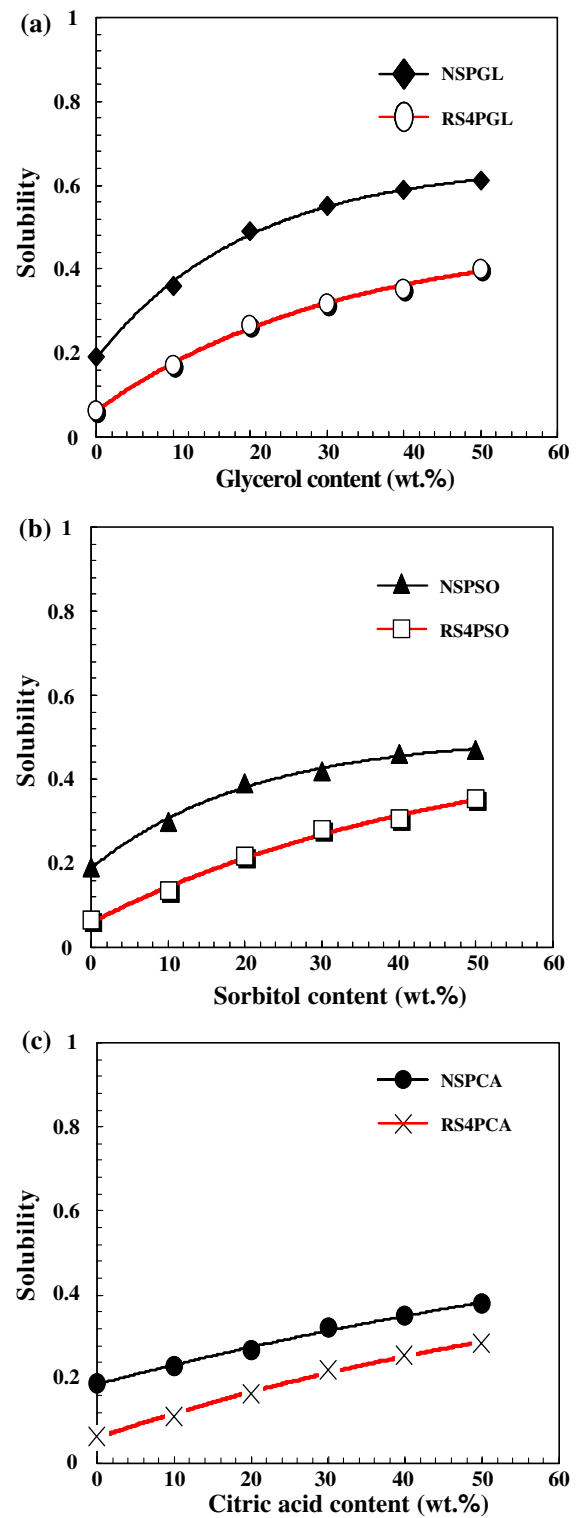 (a)
1
NSPGL
0.8
RS4PGL
Solubility
0.6
0.4
0.2
0
0 10 20 30 40 50 60
Glycerol content (wt.%)
(b)
1
NSPSO
0.8
RS4PSO
Solubility
0.6
0.4
0.2
0
0 10 20 30 40 50 60
Sorbitol content (wt.%)
(c)
1
NSPCA
0.8
RS4PCA
Solubility
0.6
0.4
0.2
0
0 10 20 30 40 50 60
Citric acid content (wt.%)